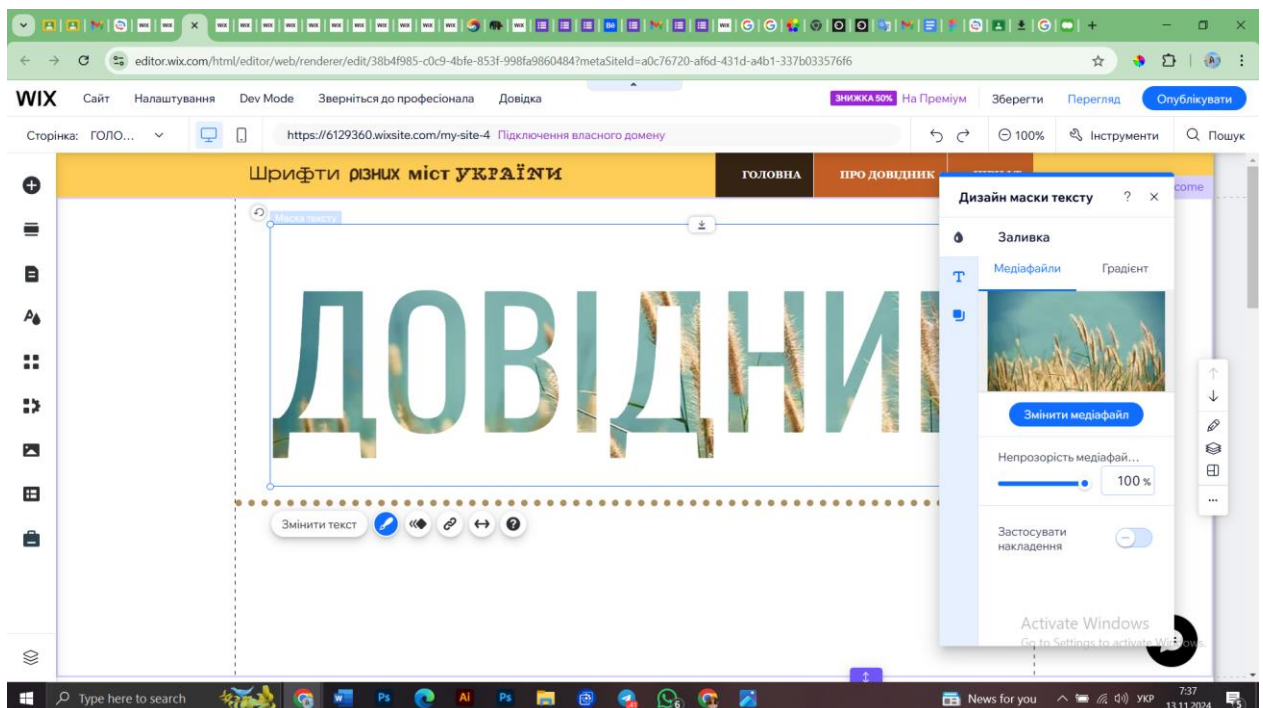 editor.wix.com/html/editor/web/renderer/edit/38b4f985-c0c9-4bfe-853f-998fa9860484?metaSiteId=a0c76720-af6d-431d-a4b1-337b033576f6
WIX Сайт Налаштування Dev Mode Зверніться до професіонала Довідка ЗНИЖКА 50% На Преміум Зберегти Перегляд Опублікувати
Сторінка: ГОЛО... https://6129360.wixsite.com/my-site-4 Підключення власного домену 100% Інструменти Пошук
Шрифти різних міст УКРАЇНИ ГОЛОВНА ПРО ДОВІДНИК
come
Дизайн маски тексту ? ×
Маска тексту
Заливка
Медіафайли Градієнт
ДОВІДНИ
Змінити медіафайл
Непрозорість медіафай...
100 %
Змінити текст
Застосувати
накладення
Activate Windows
Go to Settings to activate Windows.
Type here to search News for you УКР 7:37
13.11.2024